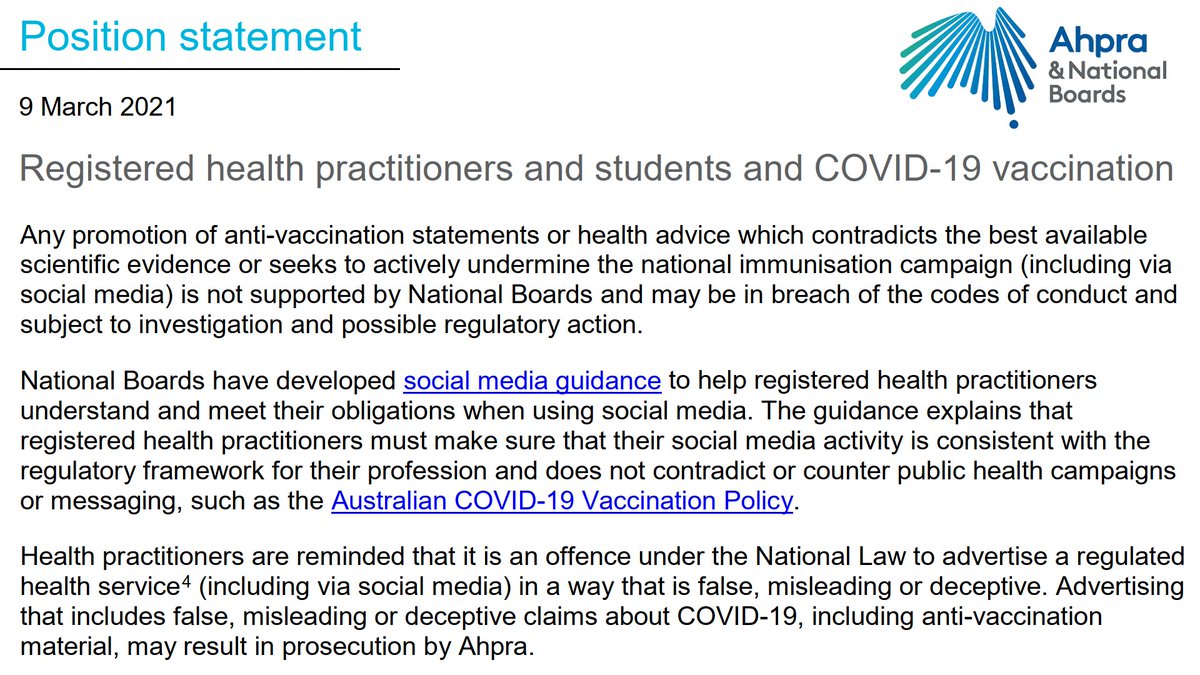 Position statement
Ahpra
& National
Boards
9 March 2021
Registered health practitioners and students and COVID-19 vaccination
Any promotion of anti-vaccination statements or health advice which contradicts the best available
scientific evidence or seeks to actively undermine the national immunisation campaign (including via
social media) is not supported by National Boards and may be in breach of the codes of conduct and
subject to investigation and possible regulatory action.
National Boards have developed social media guidance to help registered health practitioners
understand and meet their obligations when using social media. The guidance explains that
registered health practitioners must make sure that their social media activity is consistent with the
regulatory framework for their profession and does not contradict or counter public health campaigns
or messaging, such as the Australian COVID-19 Vaccination Policy.
Health practitioners are reminded that it is an offence under the National Law to advertise a regulated
health service⁴ (including via social media) in a way that is false, misleading or deceptive. Advertising
that includes false, misleading or deceptive claims about COVID-19, including anti-vaccination
material, may result in prosecution by Ahpra.